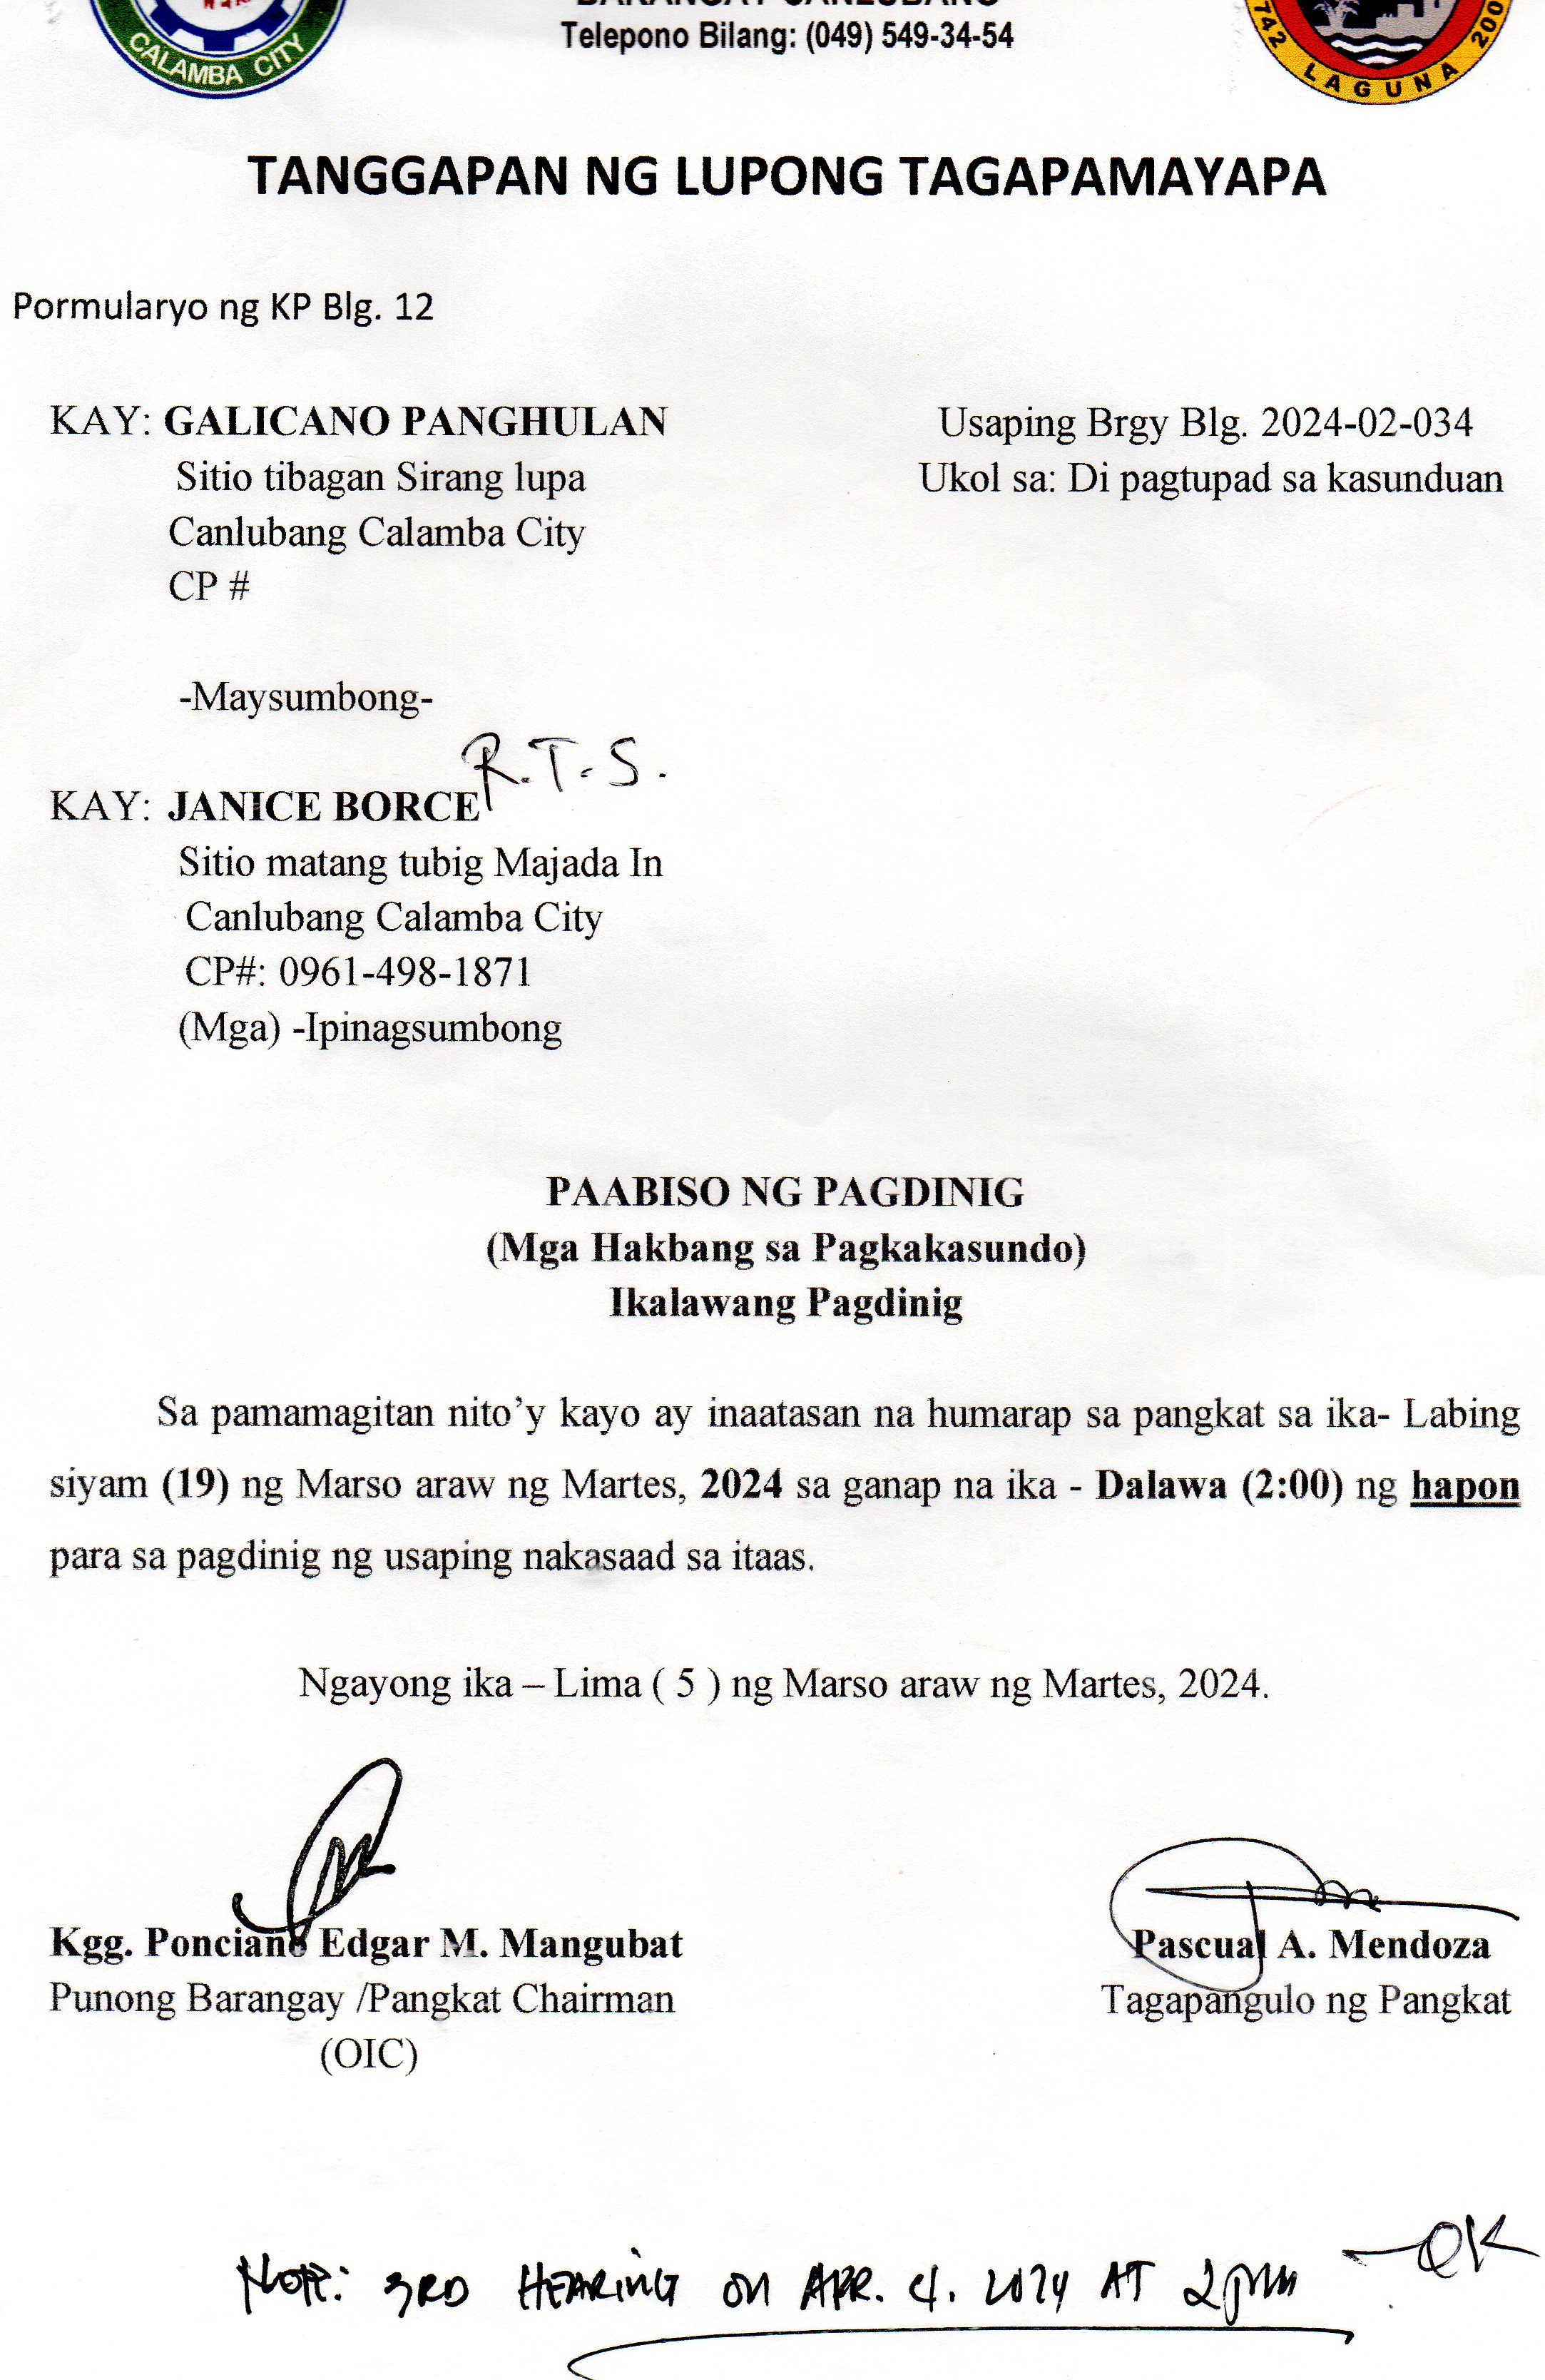 CALAMBA CITY
Telepono Bilang: (049) 549-34-54
742 LAGUNA 200
TANGGAPAN NG LUPONG TAGAPAMAYAPA
Pormularyo ng KP Blg. 12
KAY: GALICANO PANGHULAN
Usaping Brgy Blg. 2024-02-034
Sitio tibagan Sirang lupa
Ukol sa: Di pagtupad sa kasunduan
Canlubang Calamba City
CP #
-Maysumbong-
R.T.S.
KAY: JANICE BORCE
Sitio matang tubig Majada In
Canlubang Calamba City
CP#: 0961-498-1871
(Mga) -Ipinagsumbong
PAABISO NG PAGDINIG
(Mga Hakbang sa Pagkakasundo)
Ikalawang Pagdinig
Sa pamamagitan nito’y kayo ay inaatasan na humarap sa pangkat sa ika- Labing
siyam (19) ng Marso araw ng Martes, 2024 sa ganap na ika - Dalawa (2:00) ng hapon
para sa pagdinig ng usaping nakasaad sa itaas.
Ngayong ika – Lima ( 5 ) ng Marso araw ng Martes, 2024.
Kgg. Ponciano Edgar M. Mangubat
Pascual A. Mendoza
Punong Barangay /Pangkat Chairman
Tagapangulo ng Pangkat
(OIC)
OK
NOTE: 3RD HEARING ON APR. 4. 2024 AT 2PM